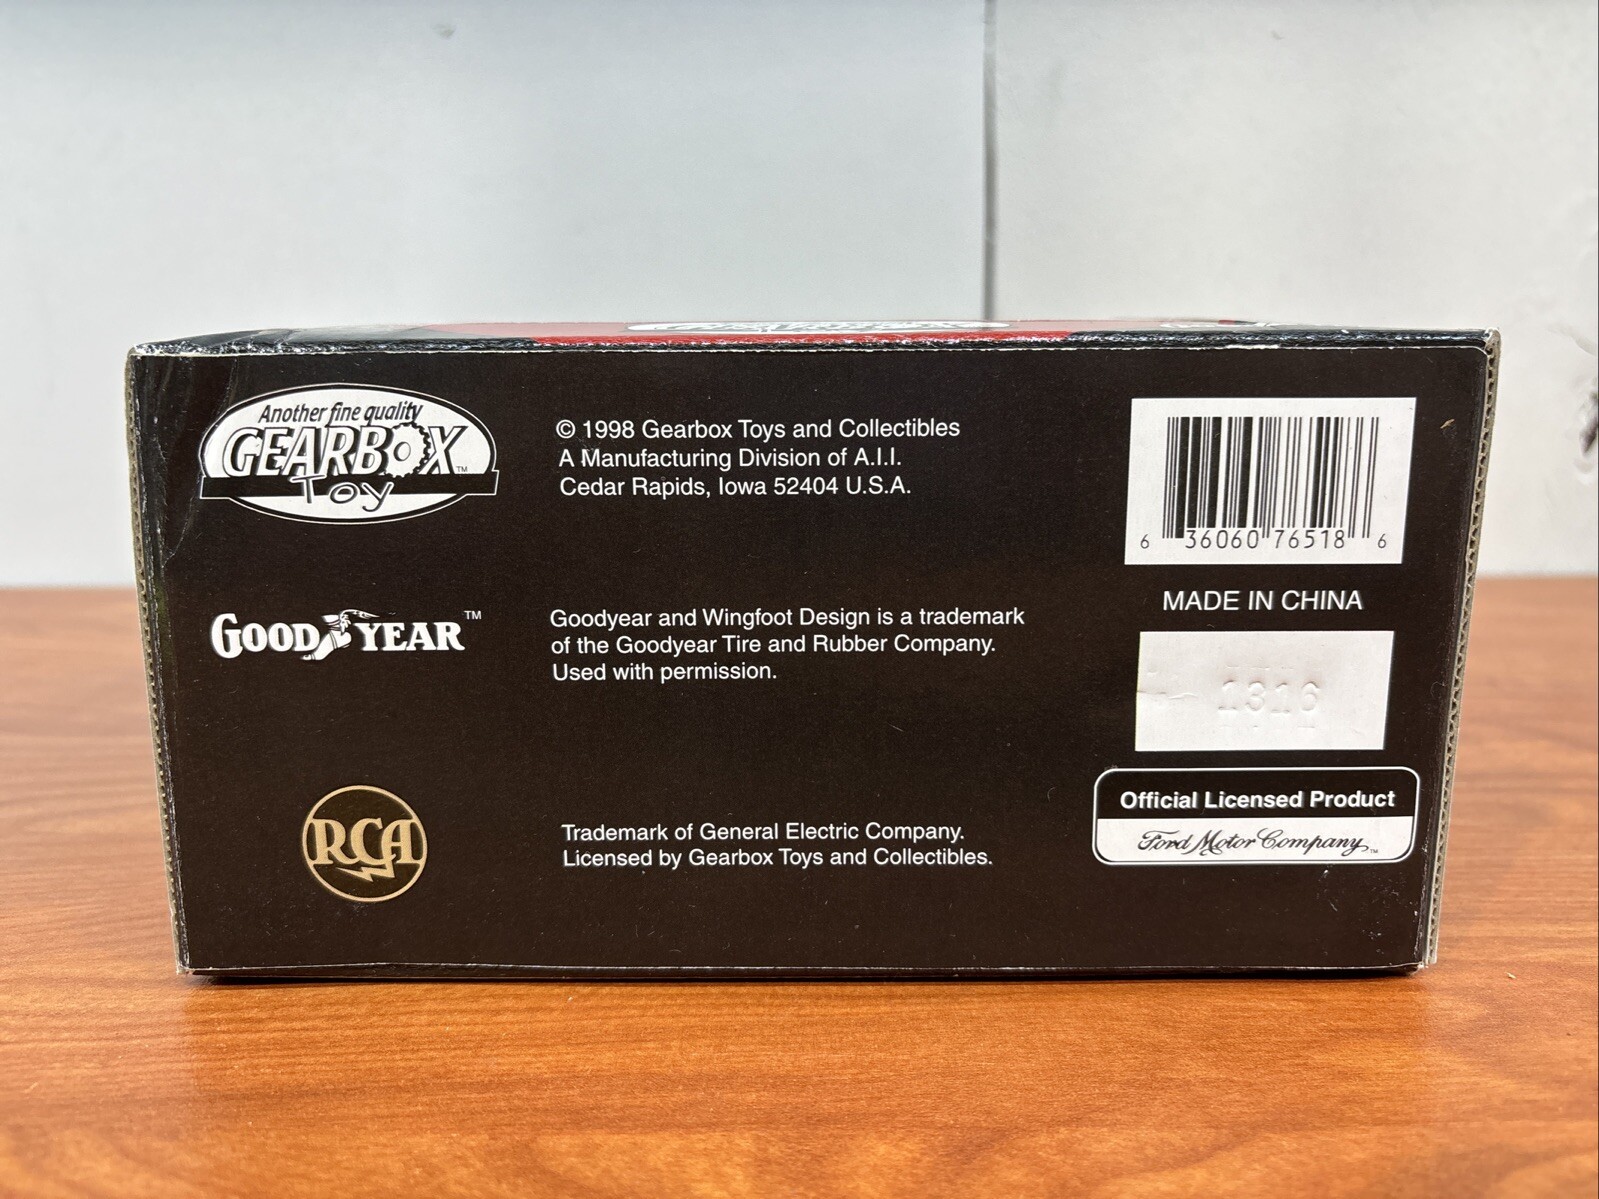 Another fine quality
GEARBOX™
Toy
© 1998 Gearbox Toys and Collectibles
A Manufacturing Division of A.I.I.
Cedar Rapids, Iowa 52404 U.S.A.
6 36060 76518 6
MADE IN CHINA
GOODYEAR™
Goodyear and Wingfoot Design is a trademark
of the Goodyear Tire and Rubber Company.
Used with permission.
1316
RCA
Trademark of General Electric Company.
Licensed by Gearbox Toys and Collectibles.
Official Licensed Product
Ford Motor Company™